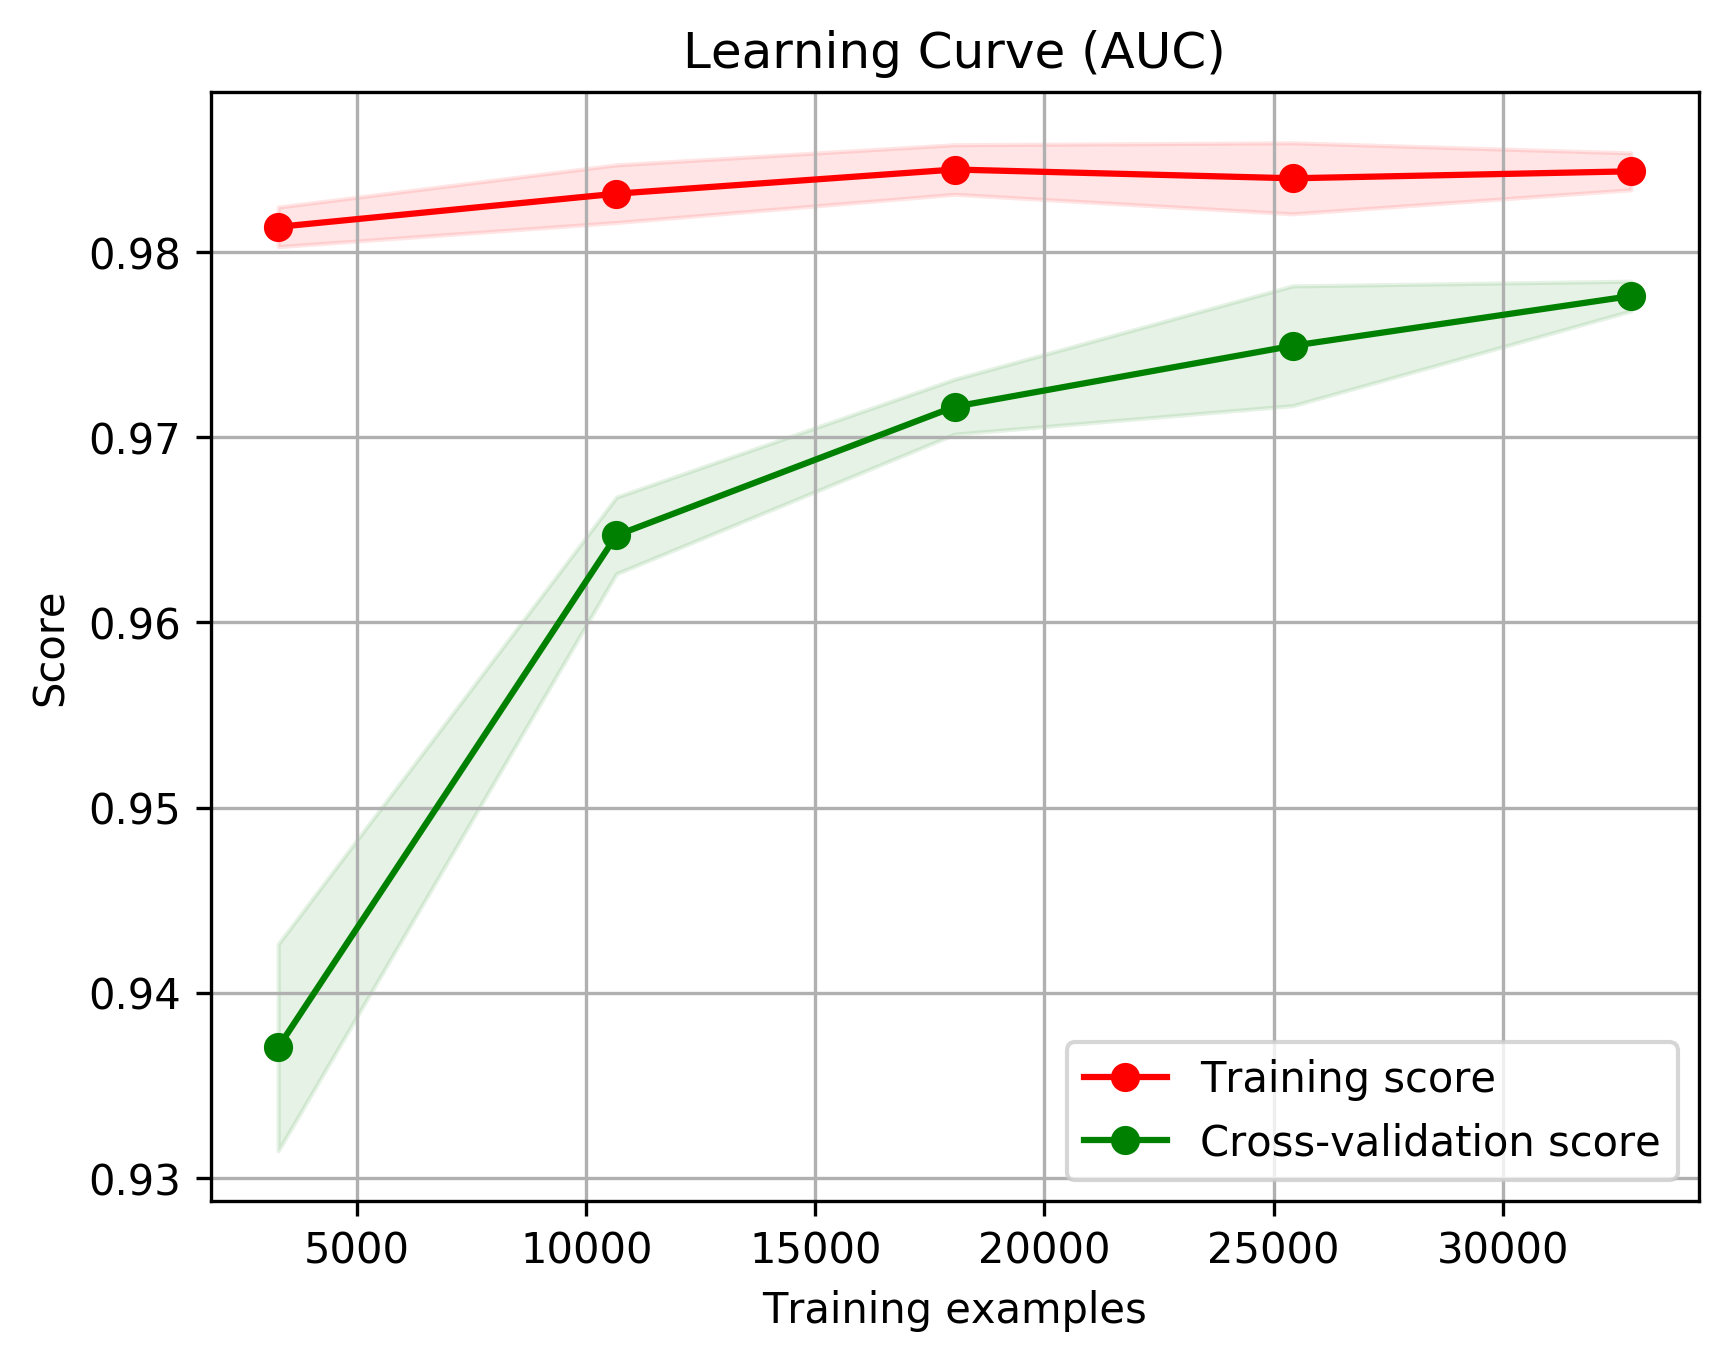 Learning Curve (AUC)
Score
0.98
0.97
0.96
0.95
0.94
0.93
5000 10000 15000 20000 25000 30000
Training examples
Training score
Cross-validation score